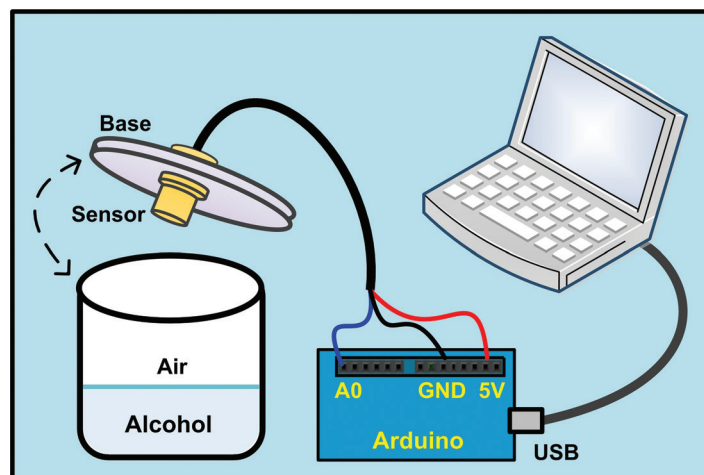 Base
Sensor
Air
Alcohol
A0 GND 5V
Arduino
USB